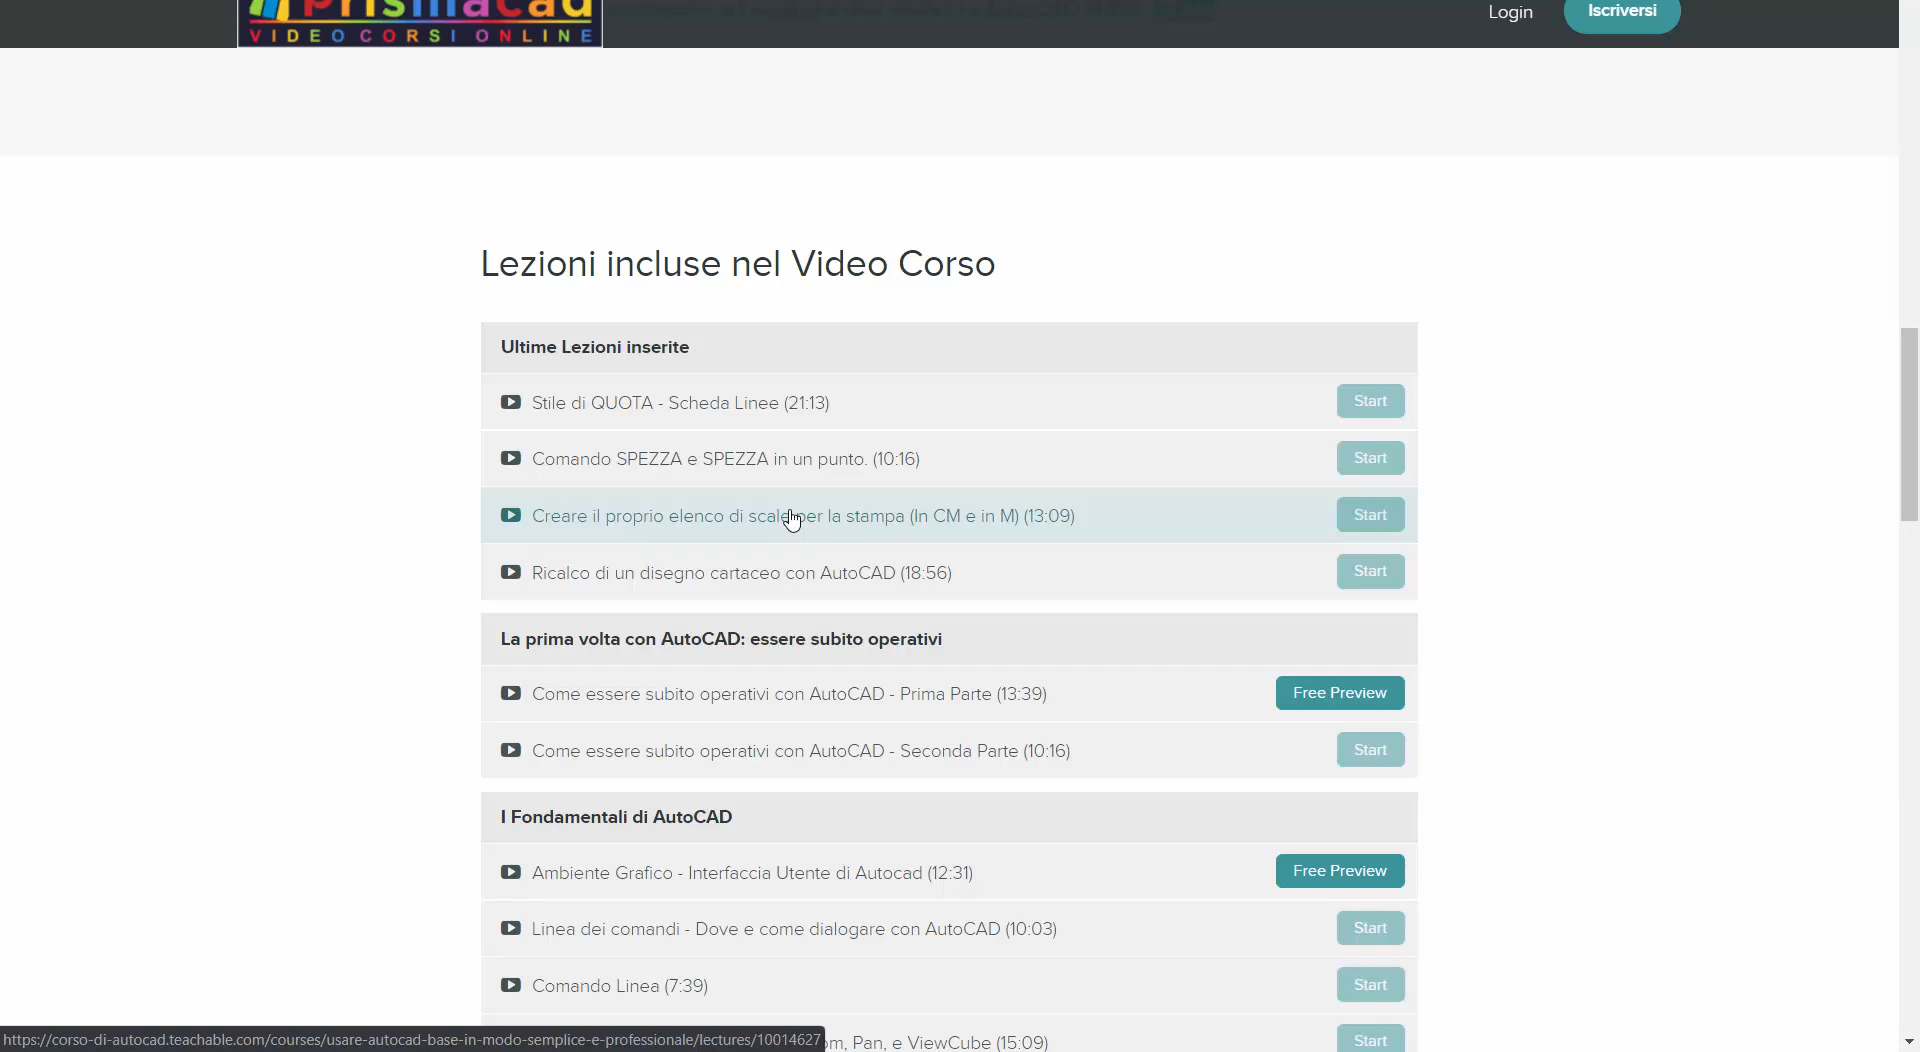 PrismaCad
VIDEO CORSI ONLINE
Login
Iscriversi
Lezioni incluse nel Video Corso
Ultime Lezioni inserite
Stile di QUOTA - Scheda Linee (21:13)
Start
Comando SPEZZA e SPEZZA in un punto. (10:16)
Start
Creare il proprio elenco di scale per la stampa (In CM e in M) (13:09)
Start
Ricalco di un disegno cartaceo con AutoCAD (18:56)
Start
La prima volta con AutoCAD: essere subito operativi
Come essere subito operativi con AutoCAD - Prima Parte (13:39)
Free Preview
Come essere subito operativi con AutoCAD - Seconda Parte (10:16)
Start
I Fondamentali di AutoCAD
Ambiente Grafico - Interfaccia Utente di Autocad (12:31)
Free Preview
Linea dei comandi - Dove e come dialogare con AutoCAD (10:03)
Start
Comando Linea (7:39)
Start
Pan, e ViewCube (15:09)
Start
https://corso-di-autocad.teachable.com/courses/usare-autocad-base-in-modo-semplice-e-professionale/lectures/10014627